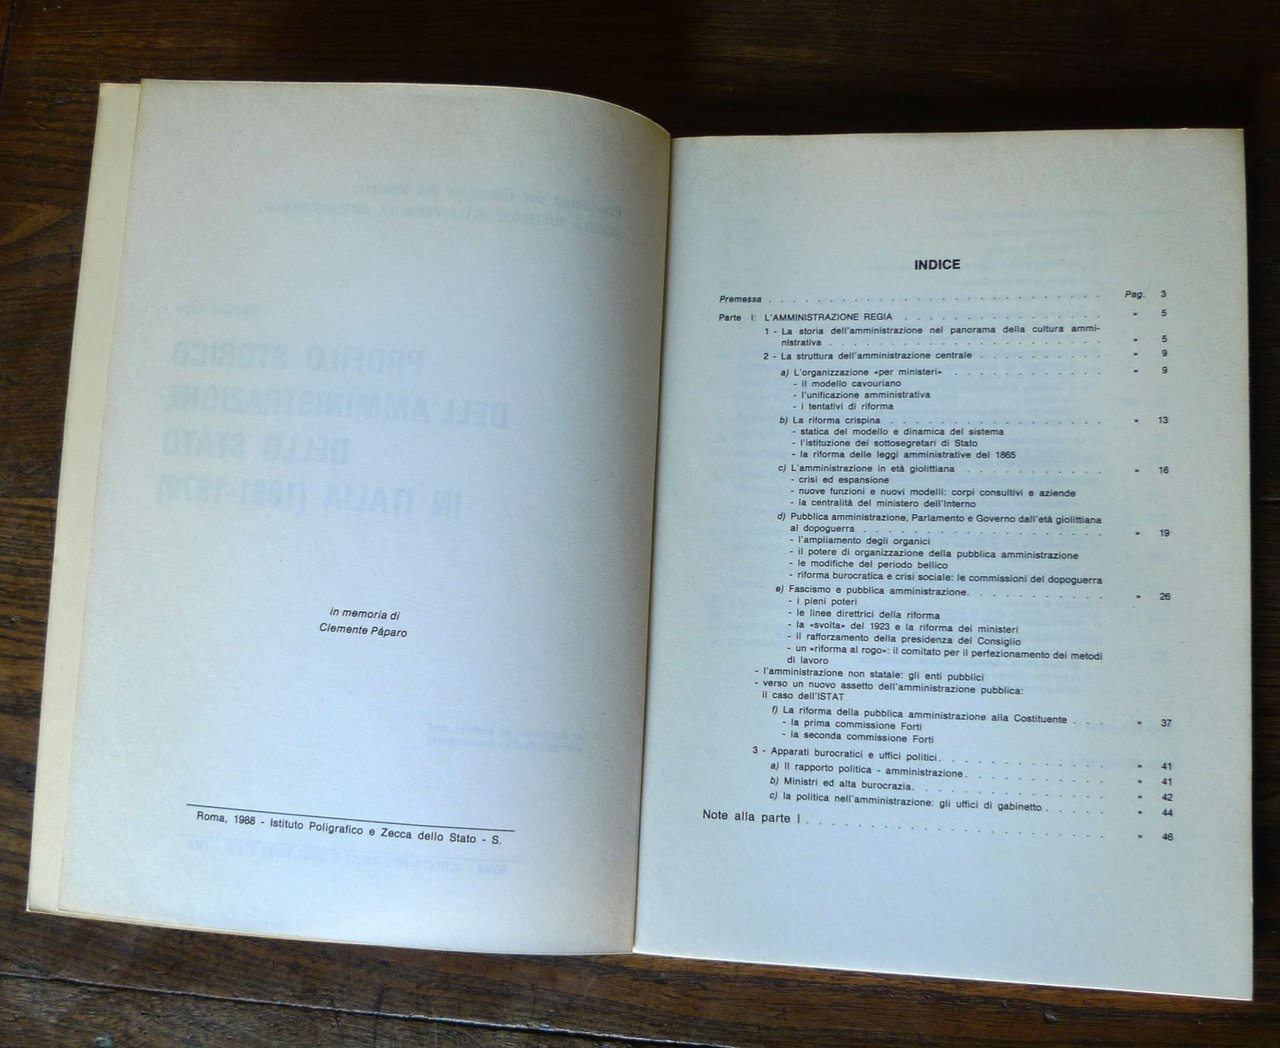 in memoria di
Clemente Páparo
Roma, 1988 - Istituto Poligrafico e Zecca dello Stato - S.
INDICE
Premessa . . . . . . . . . . Pag. 3
Parte I: L'AMMINISTRAZIONE REGIA . . . . . . . . . . » 5
1 - La storia dell'amministrazione nel panorama della cultura ammi-
nistrativa . . . . . . . . . . » 5
2 - La struttura dell'amministrazione centrale . . . . . . . . . . » 9
a) L'organizzazione «per ministeri» . . . . . . . . . . » 9
- il modello cavouriano
- l'unificazione amministrativa
- i tentativi di riforma
b) La riforma crispina . . . . . . . . . . » 13
- statica del modello e dinamica del sistema
- l'istituzione dei sottosegretari di Stato
- la riforma delle leggi amministrative del 1865
c) L'amministrazione in età giolittiana . . . . . . . . . . » 16
- crisi ed espansione
- nuove funzioni e nuovi modelli: corpi consultivi e aziende
- la centralità del ministero dell'Interno
d) Pubblica amministrazione, Parlamento e Governo dall'età giolittiana
al dopoguerra . . . . . . . . . . » 19
- l'ampliamento degli organici
- il potere di organizzazione della pubblica amministrazione
- le modifiche del periodo bellico
- riforma burocratica e crisi sociale: le commissioni del dopoguerra
e) Fascismo e pubblica amministrazione. . . . . . . . . . » 26
- i pieni poteri
- le linee direttrici della riforma
- la «svolta» del 1923 e la riforma dei ministeri
- il rafforzamento della presidenza del Consiglio
- un «riforma al rogo»: il comitato per il perfezionamento dei metodi
di lavoro
- l'amministrazione non statale: gli enti pubblici
- verso un nuovo assetto dell'amministrazione pubblica:
il caso dell'ISTAT
f) La riforma della pubblica amministrazione alla Costituente . . . » 37
- la prima commissione Forti
- la seconda commissione Forti
3 - Apparati burocratici e uffici politici. . . . . . . . . . » 41
a) Il rapporto politica - amministrazione. . . . . . . . . . » 41
b) Ministri ed alta burocrazia. . . . . . . . . . » 42
c) la politica nell'amministrazione: gli uffici di gabinetto . . . . . » 44
Note alla parte I . . . . . . . . . . » 46